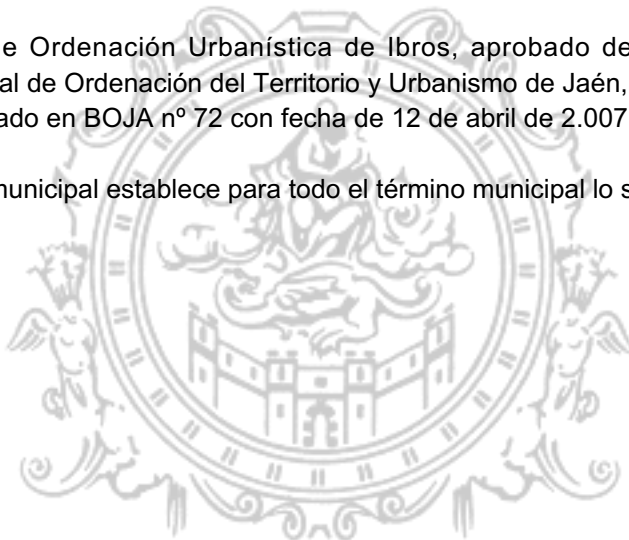 e Ordenación Urbanística de Ibros, aprobado de
al de Ordenación del Territorio y Urbanismo de Jaén,
ado en BOJA nº 72 con fecha de 12 de abril de 2.007
municipal establece para todo el término municipal lo s